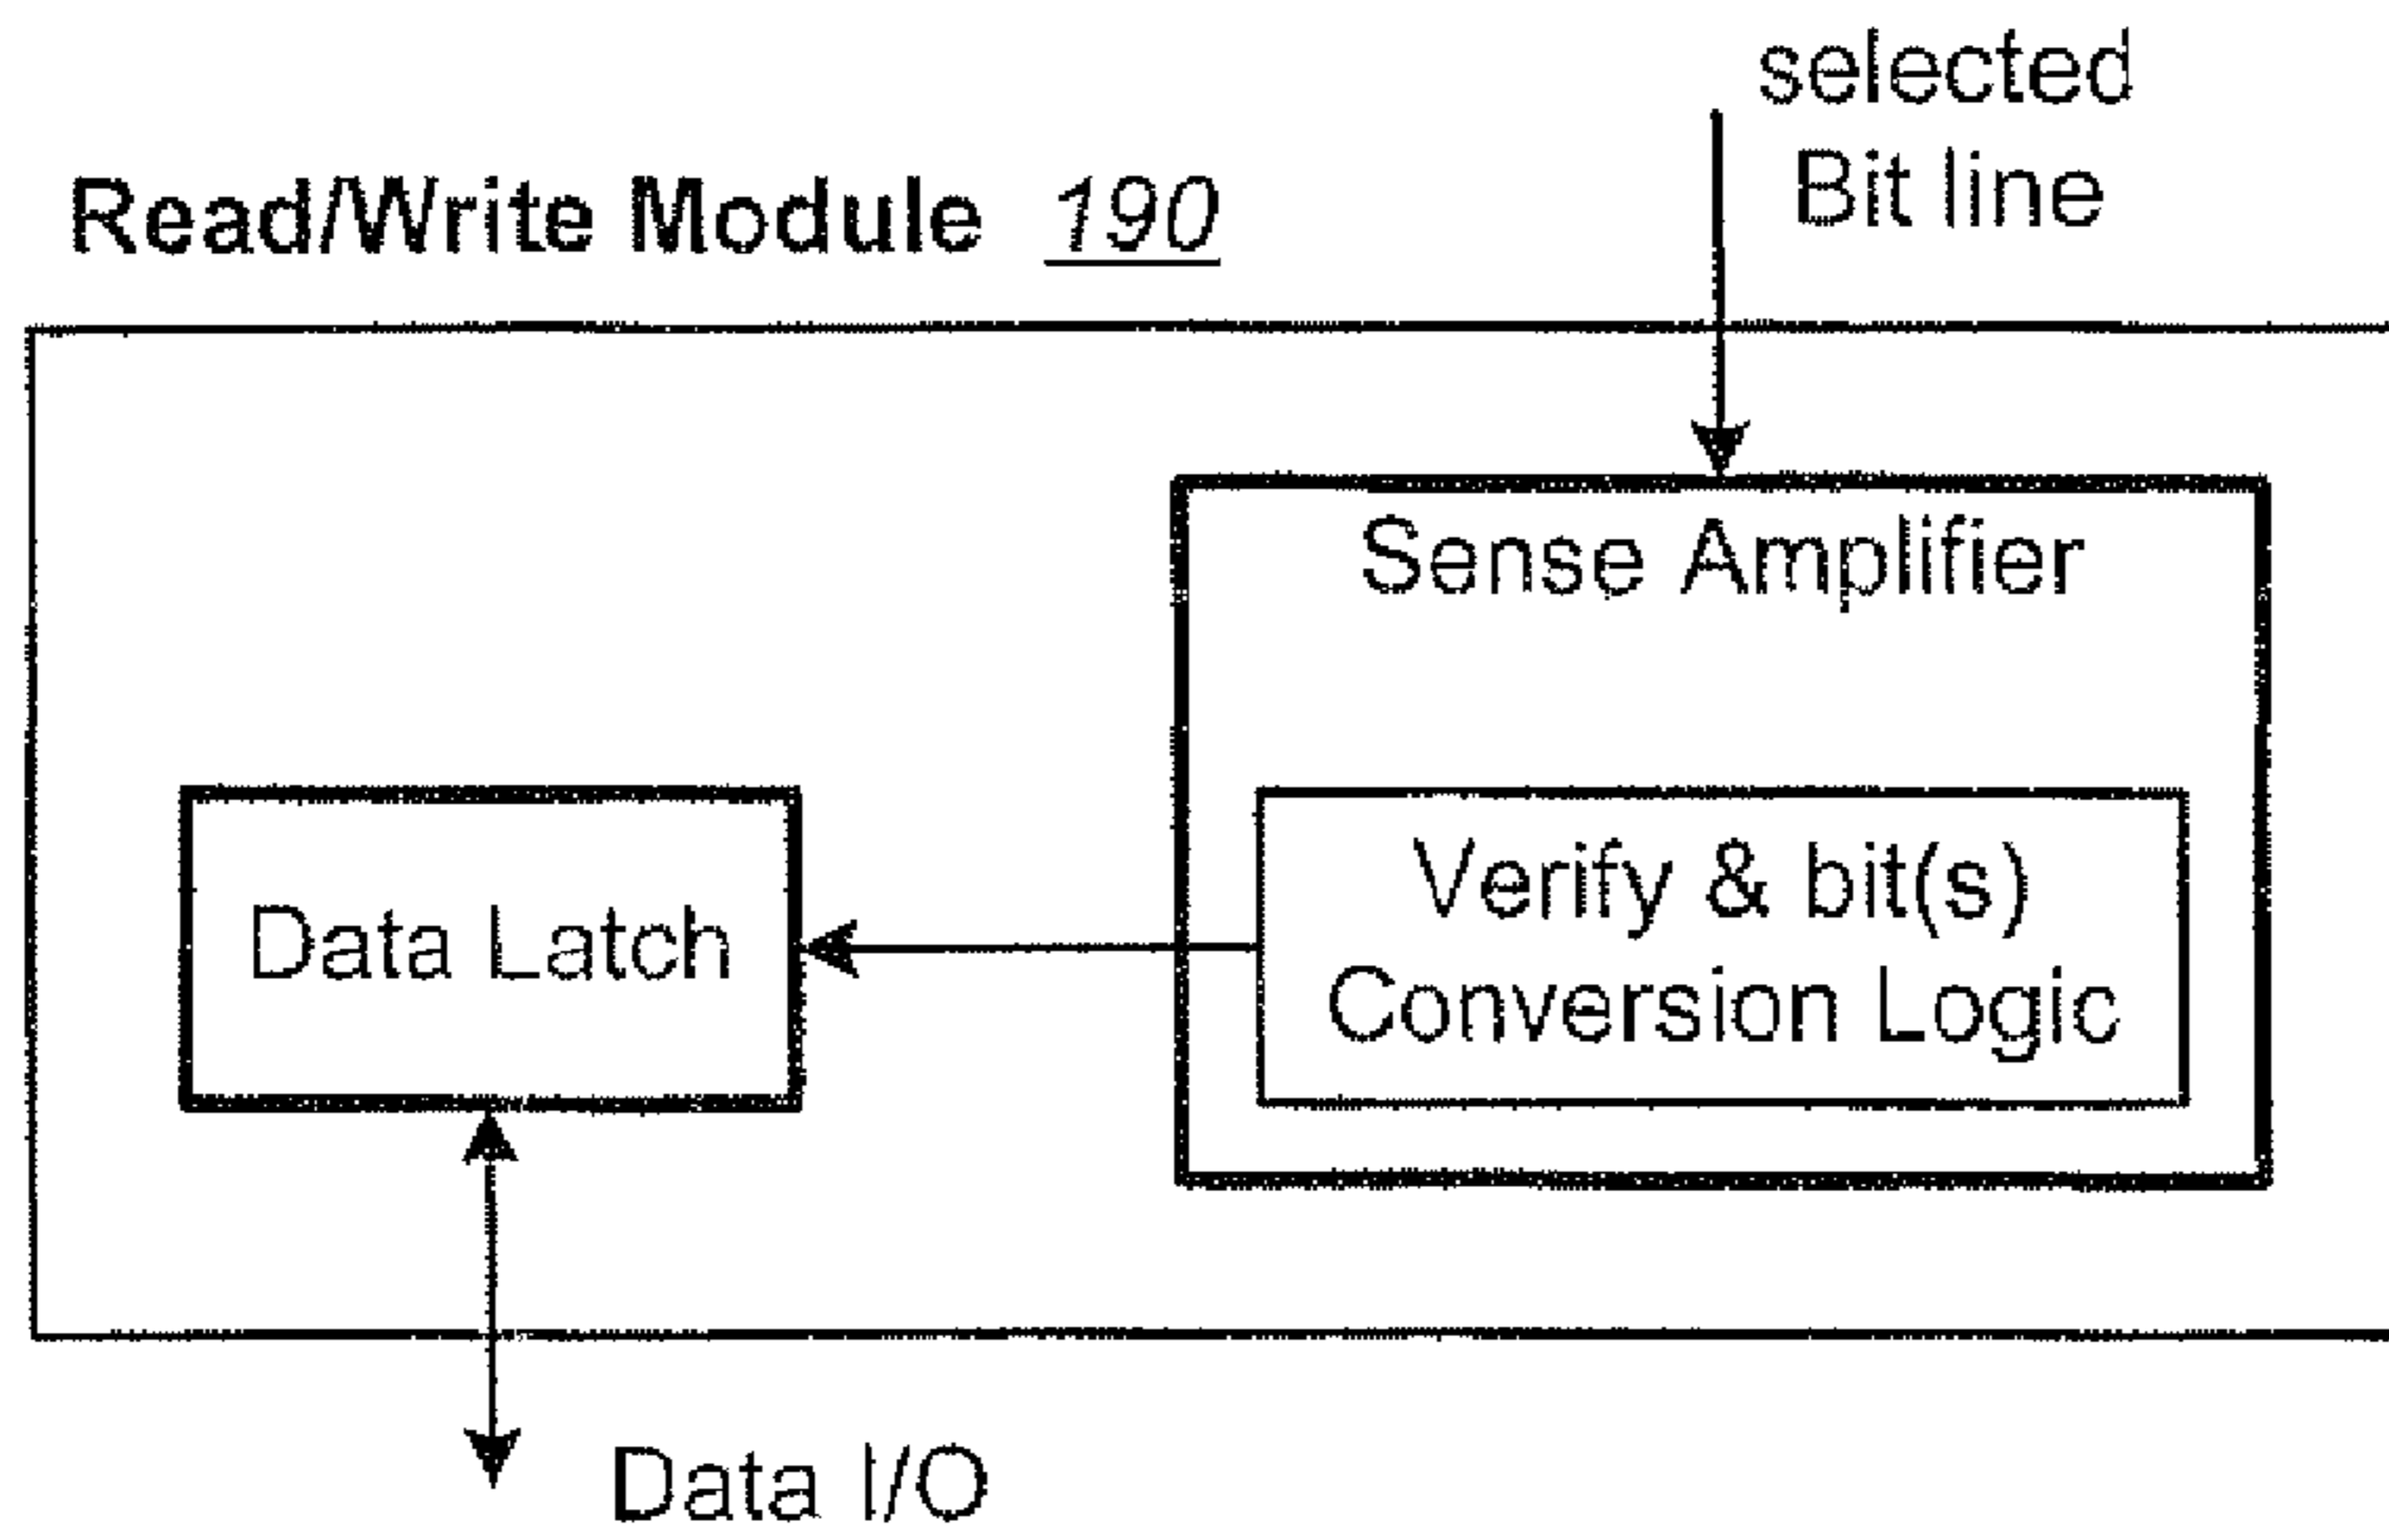 selected
Bit line
Read/Write Module 190
Sense Amplifier
Verify & bit(s)
Conversion Logic
Data Latch
Data I/O